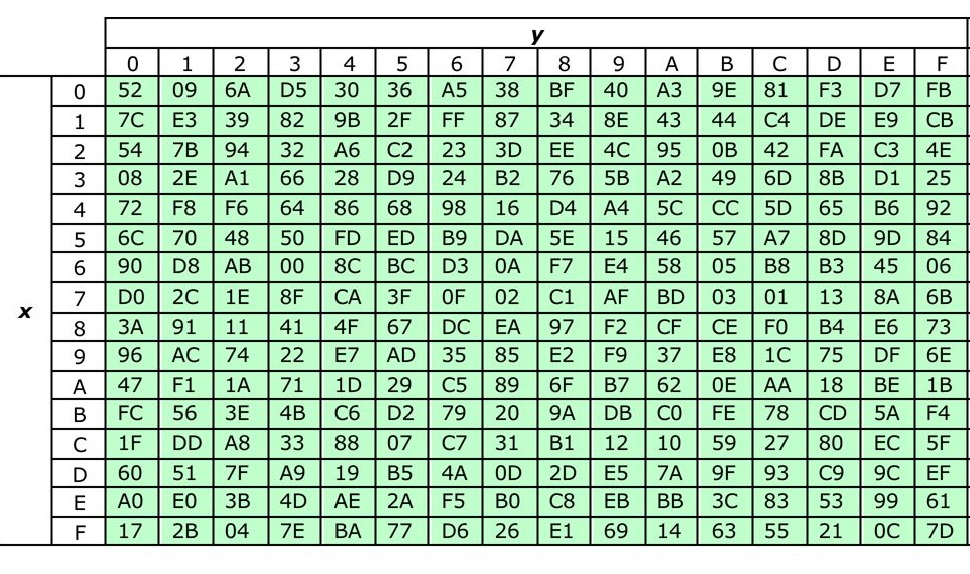 y
0 1 2 3 4 5 6 7 8 9 A B C D E F
0 52 09 6A D5 30 36 A5 38 BF 40 A3 9E 81 F3 D7 FB
1 7C E3 39 82 9B 2F FF 87 34 8E 43 44 C4 DE E9 CB
2 54 7B 94 32 A6 C2 23 3D EE 4C 95 0B 42 FA C3 4E
3 08 2E A1 66 28 D9 24 B2 76 5B A2 49 6D 8B D1 25
4 72 F8 F6 64 86 68 98 16 D4 A4 5C CC 5D 65 B6 92
5 6C 70 48 50 FD ED B9 DA 5E 15 46 57 A7 8D 9D 84
6 90 D8 AB 00 8C BC D3 0A F7 E4 58 05 B8 B3 45 06
x 7 D0 2C 1E 8F CA 3F 0F 02 C1 AF BD 03 01 13 8A 6B
8 3A 91 11 41 4F 67 DC EA 97 F2 CF CE F0 B4 E6 73
9 96 AC 74 22 E7 AD 35 85 E2 F9 37 E8 1C 75 DF 6E
A 47 F1 1A 71 1D 29 C5 89 6F B7 62 0E AA 18 BE 1B
B FC 56 3E 4B C6 D2 79 20 9A DB C0 FE 78 CD 5A F4
C 1F DD A8 33 88 07 C7 31 B1 12 10 59 27 80 EC 5F
D 60 51 7F A9 19 B5 4A 0D 2D E5 7A 9F 93 C9 9C EF
E A0 E0 3B 4D AE 2A F5 B0 C8 EB BB 3C 83 53 99 61
F 17 2B 04 7E BA 77 D6 26 E1 69 14 63 55 21 0C 7D